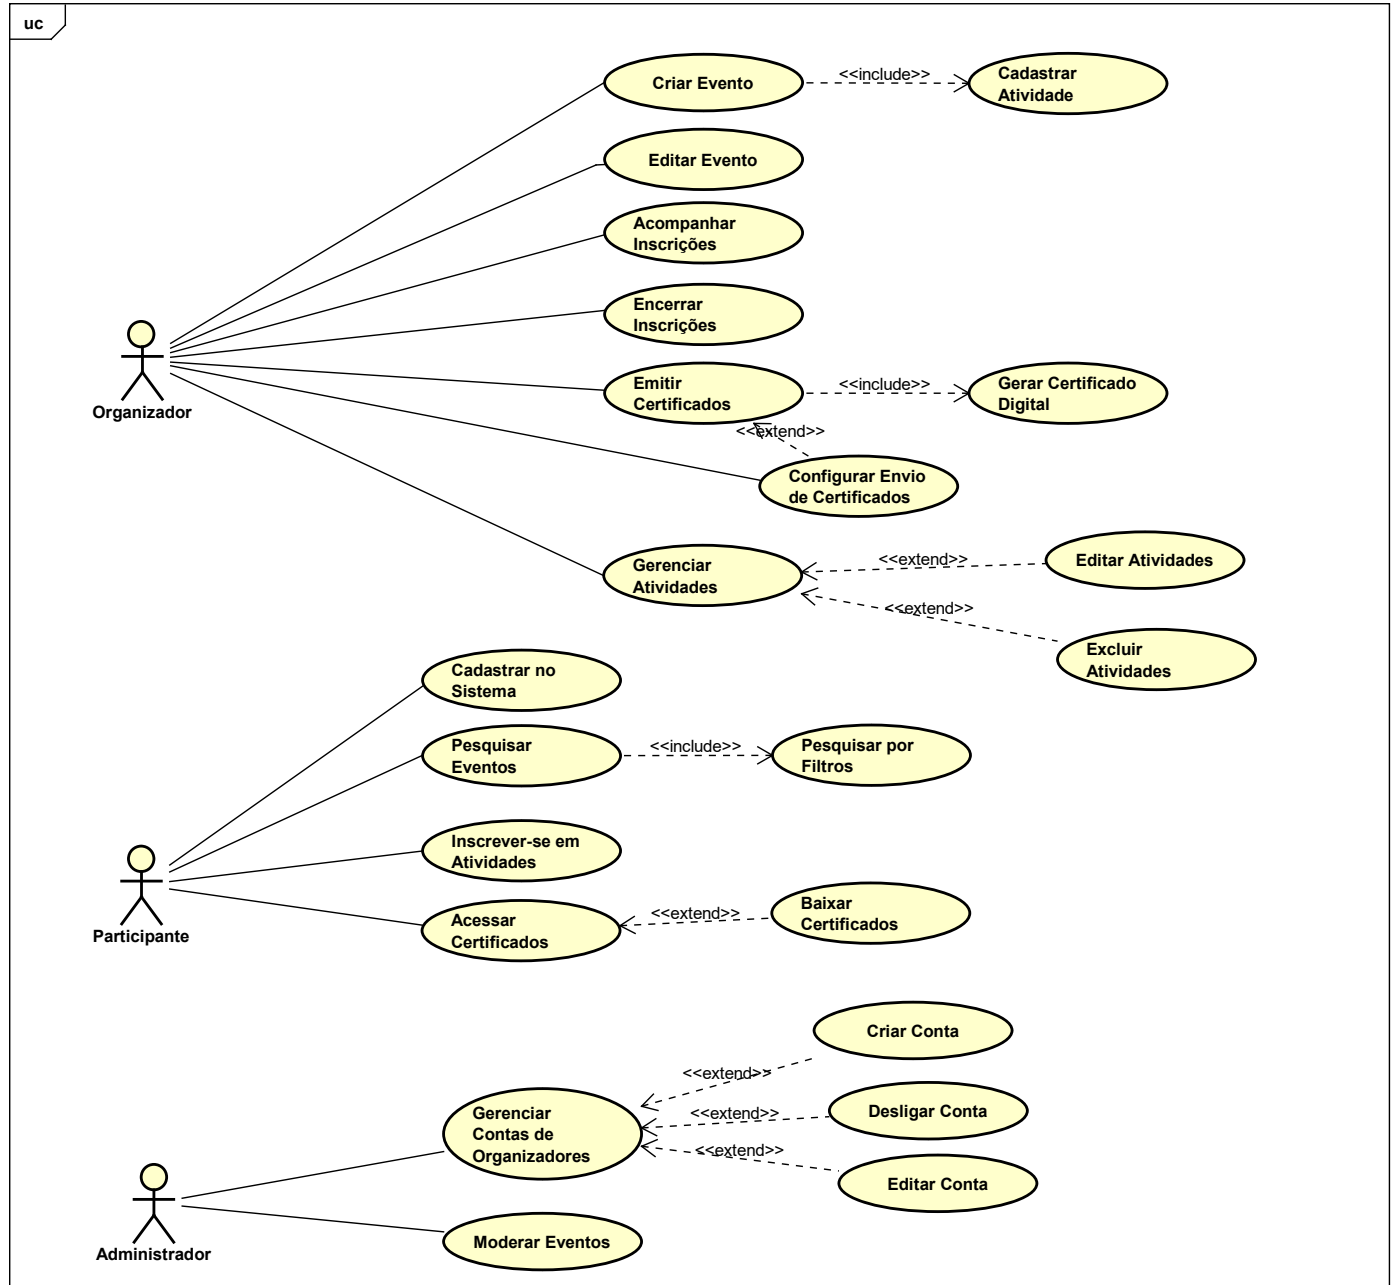 uc
Criar Evento
<<include>>
Cadastrar
Atividade
Editar Evento
Acompanhar
Inscrições
Encerrar
Inscrições
Organizador
Emitir
Certificados
<<include>>
Gerar Certificado
Digital
<<extend>>
Configurar Envio
de Certificados
Gerenciar
Atividades
<<extend>>
Editar Atividades
<<extend>>
Excluir
Atividades
Cadastrar no
Sistema
Pesquisar
Eventos
<<include>>
Pesquisar por
Filtros
Inscrever-se em
Atividades
Participante
Acessar
Certificados
<<extend>>
Baixar
Certificados
Criar Conta
<<extend>>
Gerenciar
Contas de
Organizadores
<<extend>>
Desligar Conta
<<extend>>
Editar Conta
Administrador
Moderar Eventos